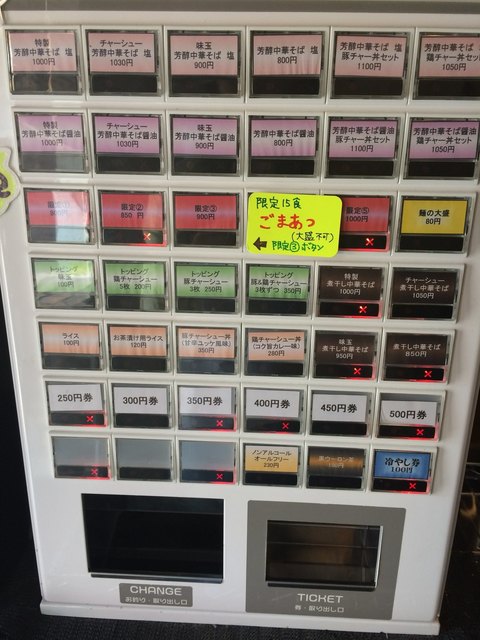 特製
芳醇中華そば 塩
1000円
チャーシュー
芳醇中華そば 塩
1030円
味玉
芳醇中華そば 塩
900円
芳醇中華そば 塩
800円
芳醇中華そば 塩
豚チャー丼セット
1100円
芳醇中華そば 塩
鶏チャー丼セット
1050円
特製
芳醇中華そば醤油
1000円
チャーシュー
芳醇中華そば醤油
1030円
味玉
芳醇中華そば醤油
900円
芳醇中華そば醤油
800円
芳醇中華そば醤油
豚チャー丼セット
1100円
芳醇中華そば醤油
鶏チャー丼セット
1050円
限定①
800円
限定②
850円
限定③
900円
限定15食
ごまあっ
(大盛不可)
← 限定③ボタン
限定⑤
1000円
麺の大盛
80円
トッピング
味玉
100円
トッピング
鶏チャーシュー
5枚 200円
トッピング
豚チャーシュー
3枚 250円
トッピング
豚&鶏チャーシュー
3枚ずつ 350円
特製
煮干し中華そば
1000円
チャーシュー
煮干し中華そば
1050円
ライス
100円
お茶漬け用ライス
120円
豚チャーシュー丼
(甘辛ユッケ風味)
350円
鶏チャーシュー丼
(コク旨カレー味)
280円
味玉
煮干し中華そば
950円
煮干し中華そば
850円
250円券
300円券
350円券
400円券
450円券
500円券
ノンアルコール
オールフリー
230円
黒ウーロン茶
冷やし券
100円
CHANGE
お釣り・取り出し口
TICKET
券・取り出し口